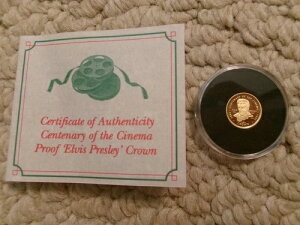 Certificate of Authenticity
Centenary of the Cinema
Proof 'Elvis Presley' Crown